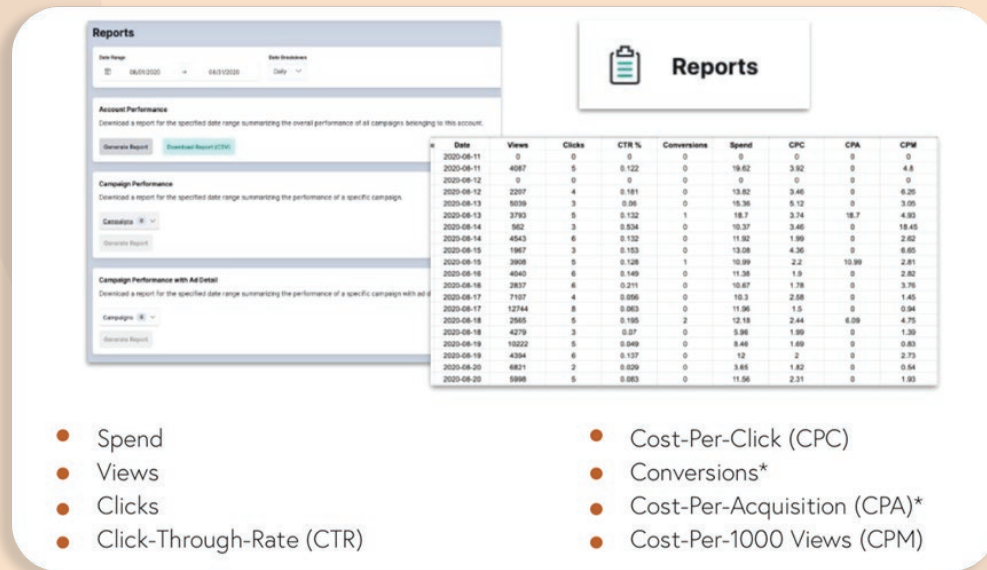 Reports
Date Range
Date Breakdown
08/01/2020
08/31/2020
Daily
Account Performance
Download a report for the specified date range summarizing the overall performance of all campaigns belonging to this account.
Generate Report
Download Report (CSV)
Campaign Performance
Download a report for the specified date range summarizing the performance of a specific campaign.
Campaigns 0
Generate Report
Campaign Performance with Ad Detail
Download a report for the specified date range summarizing the performance of a specific campaign with ad d
Campaigns 0
Generate Report
Reports
Date Views Clicks CTR % Conversions Spend CPC CPA CPM
2020-08-11 0 0 0 0 0 0 0 0
2020-08-11 4087 5 0.122 0 19.62 3.92 0 4.8
2020-08-12 0 0 0 0 0 0 0 0
2020-08-12 2207 4 0.181 0 13.82 3.46 0 6.26
2020-08-13 5039 3 0.06 0 15.36 5.12 0 3.05
2020-08-13 3793 5 0.132 1 18.7 3.74 18.7 4.93
2020-08-14 562 3 0.534 0 10.37 3.46 0 18.45
2020-08-14 4543 6 0.132 0 11.92 1.99 0 2.62
2020-08-15 1967 3 0.153 0 13.08 4.36 0 6.65
2020-08-15 3908 5 0.128 1 10.99 2.2 10.99 2.81
2020-08-16 4040 6 0.149 0 11.38 1.9 0 2.82
2020-08-16 2837 6 0.211 0 10.67 1.78 0 3.76
2020-08-17 7107 4 0.056 0 10.3 2.58 0 1.45
2020-08-17 12744 8 0.063 0 11.96 1.5 0 0.94
2020-08-18 2565 5 0.195 2 12.18 2.44 6.09 4.75
2020-08-18 4279 3 0.07 0 5.96 1.99 0 1.39
2020-08-19 10222 5 0.049 0 8.46 1.69 0 0.83
2020-08-19 4394 6 0.137 0 12 2 0 2.73
2020-08-20 6821 2 0.029 0 3.65 1.82 0 0.54
2020-08-20 5998 5 0.083 0 11.56 2.31 0 1.93
Spend
Views
Clicks
Click-Through-Rate (CTR)
Cost-Per-Click (CPC)
Conversions*
Cost-Per-Acquisition (CPA)*
Cost-Per-1000 Views (CPM)